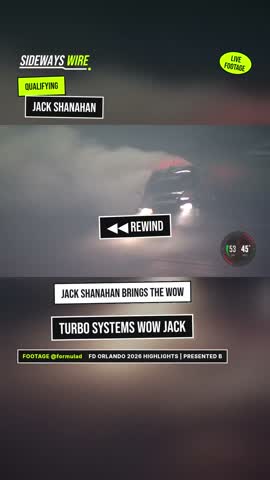 SIDEWAYS WIRE.
LIVE
FOOTAGE
QUALIFYING
JACK SHANAHAN
◀◀ REWIND
53 45°
JACK SHANAHAN BRINGS THE WOW
TURBO SYSTEMS WOW JACK
FOOTAGE @formulad FD ORLANDO 2026 HIGHLIGHTS | PRESENTED B